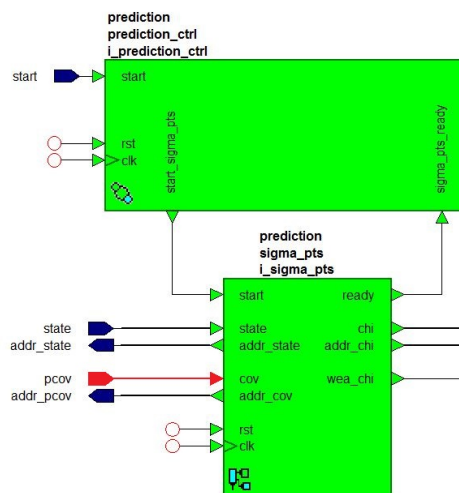 prediction
prediction_ctrl
i_prediction_ctrl
start
start
start_sigma_pts
sigma_pts_ready
rst
clk
prediction
sigma_pts
i_sigma_pts
start
ready
state
state
chi
addr_state
addr_state
addr_chi
pcov
cov
wea_chi
addr_pcov
addr_cov
rst
clk